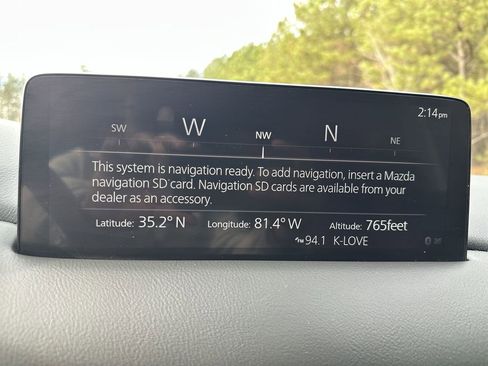 2:14pm
SW W NW N NE
This system is navigation ready. To add navigation, insert a Mazda
navigation SD card. Navigation SD cards are available from your
dealer as an accessory.
Latitude: 35.2° N Longitude: 81.4° W Altitude: 765feet
FM 94.1 K-LOVE